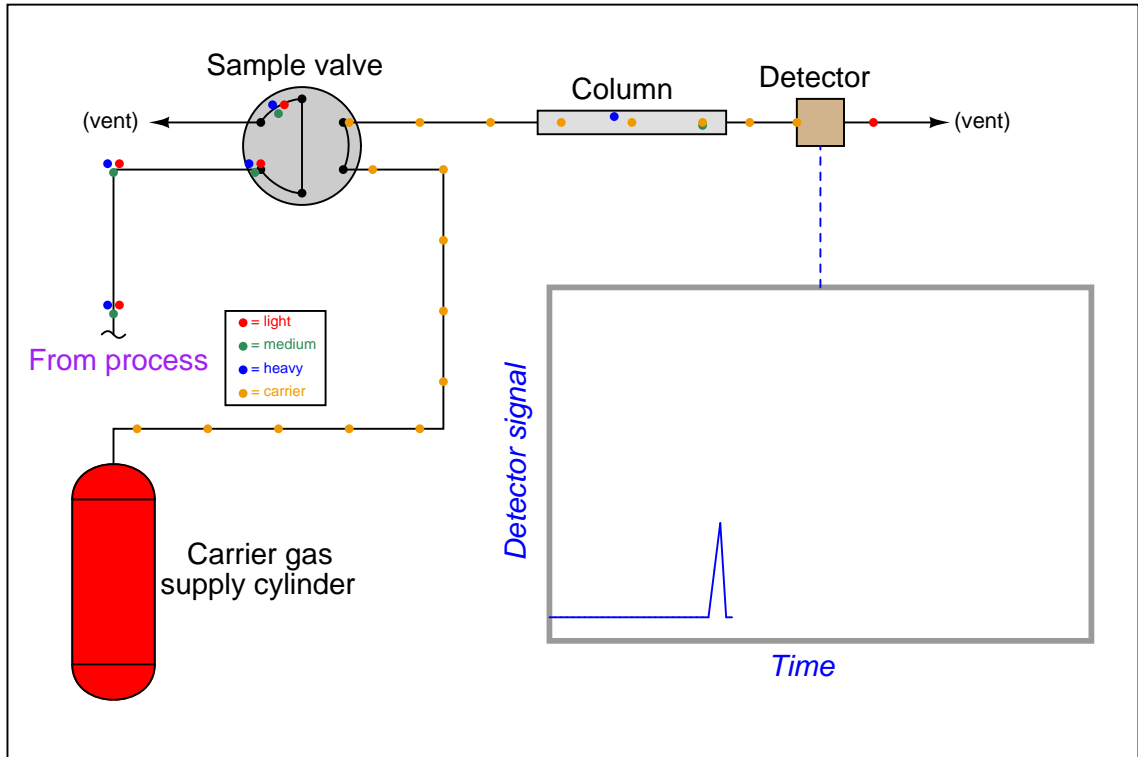 Sample valve
Column
Detector
(vent)
(vent)
From process
= light
= medium
= heavy
= carrier
Detector signal
Carrier gas
supply cylinder
Time